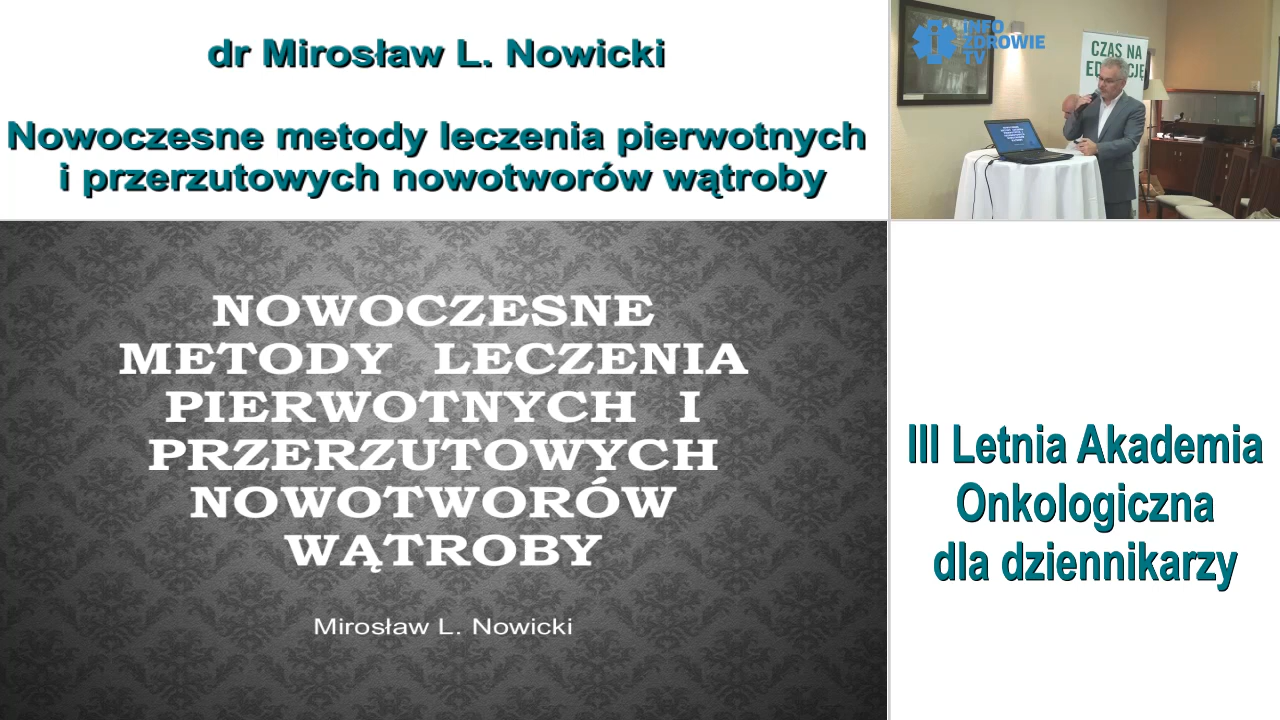 dr Mirosław L. Nowicki
Nowoczesne metody leczenia pierwotnych
i przerzutowych nowotworów wątroby
INFO
ZDROWIE
TV
CZAS NA
NOWOCZESNE
METODY LECZENIA
PIERWOTNYCH I
PRZERZUTOWYCH
NOWOTWORÓW
WĄTROBY
Mirosław L. Nowicki
III Letnia Akademia
Onkologiczna
dla dziennikarzy